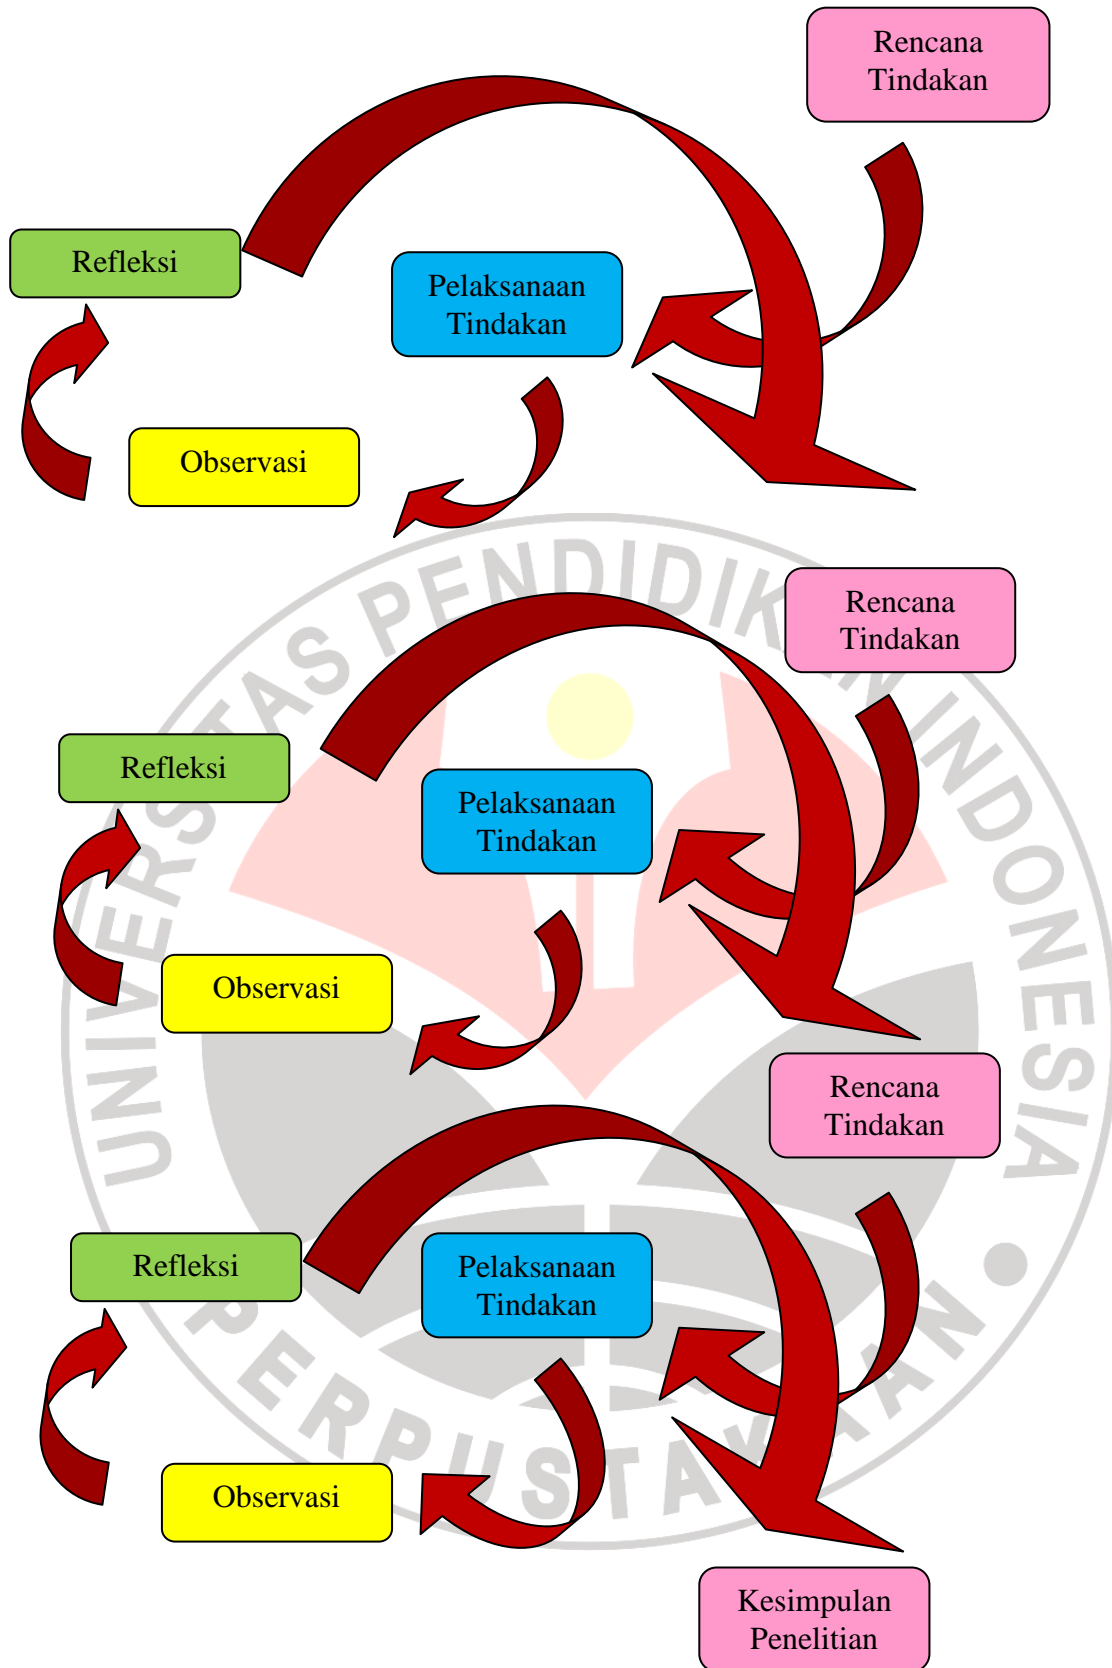 Rencana
Tindakan
Refleksi
Pelaksanaan
Tindakan
Observasi
Rencana
Tindakan
Refleksi
Pelaksanaan
Tindakan
Observasi
Rencana
Tindakan
Refleksi
Pelaksanaan
Tindakan
Observasi
Kesimpulan
Penelitian
UNIVERSITAS PENDIDIKAN INDONESIA
PERPUSTAKAAN